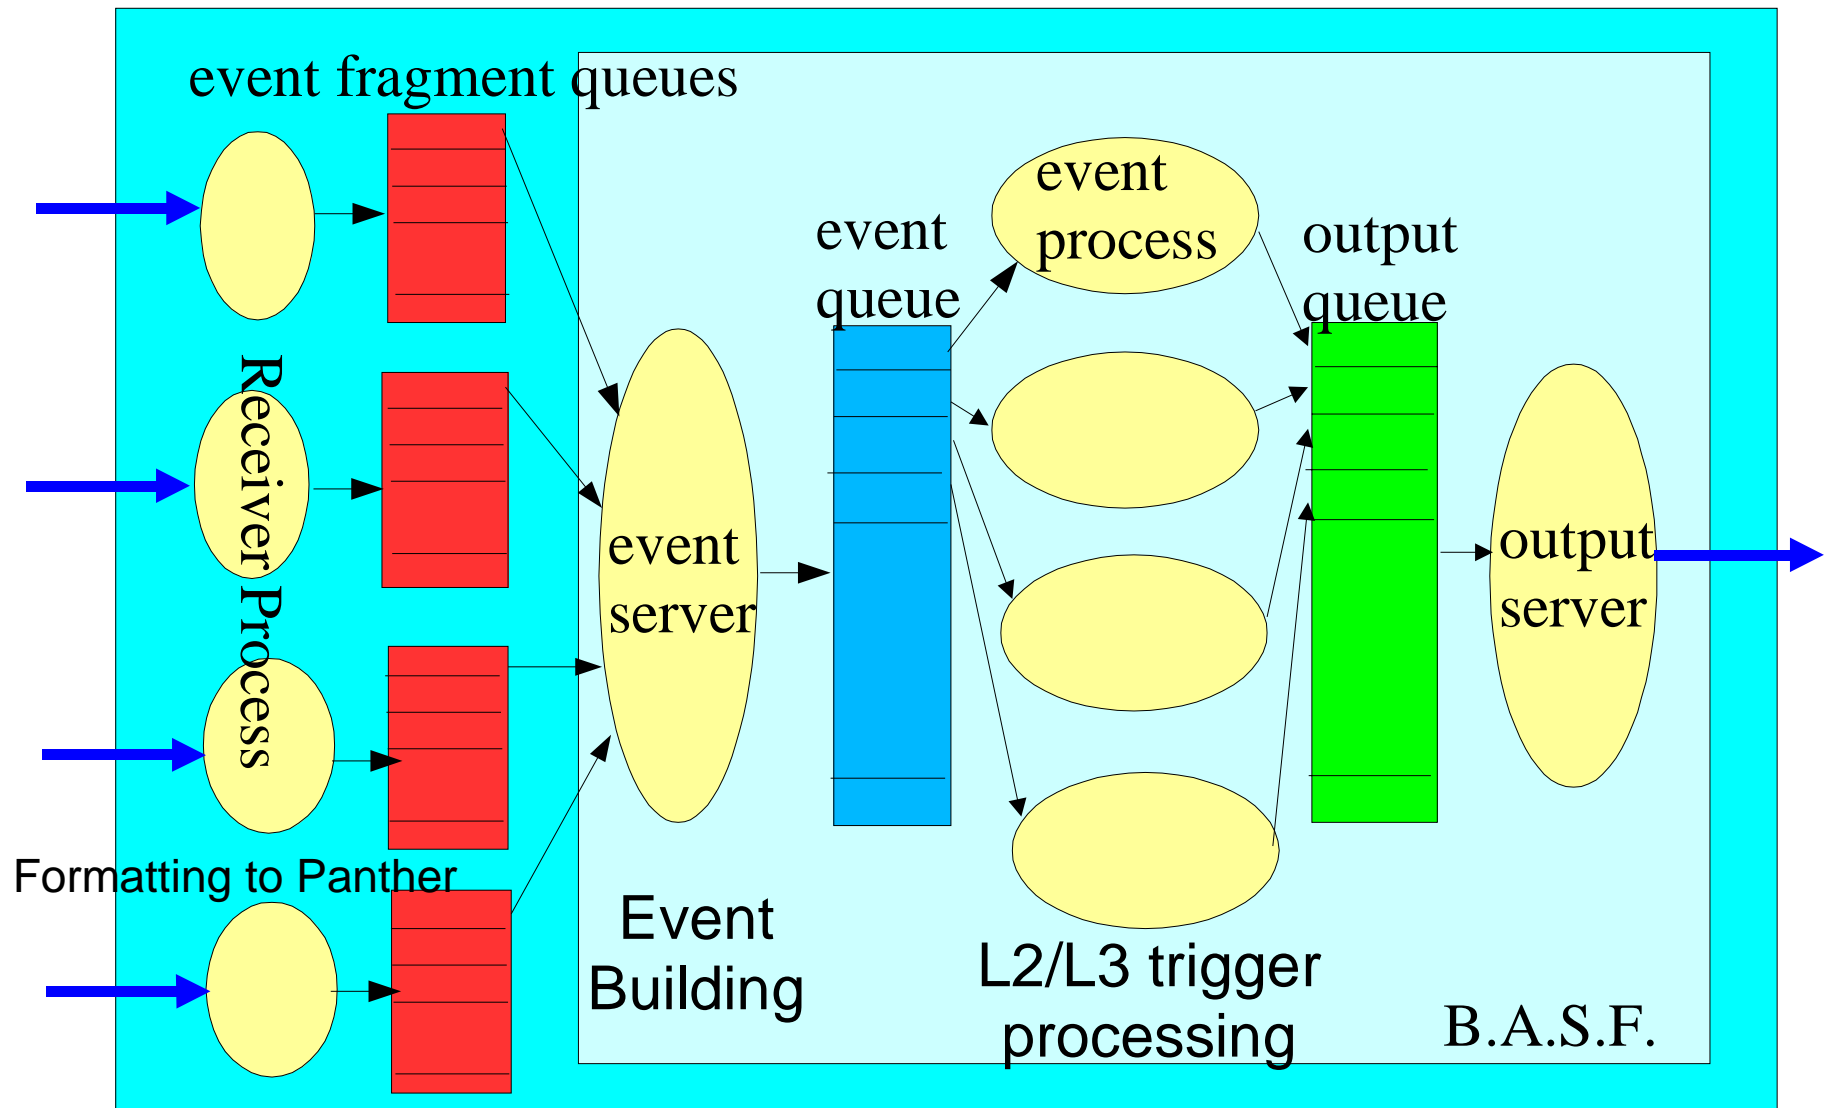 event fragment queues
event
process
event
queue
output
queue
Receiver Process
event
server
output
server
Formatting to Panther
Event
Building
L2/L3 trigger
processing
B.A.S.F.